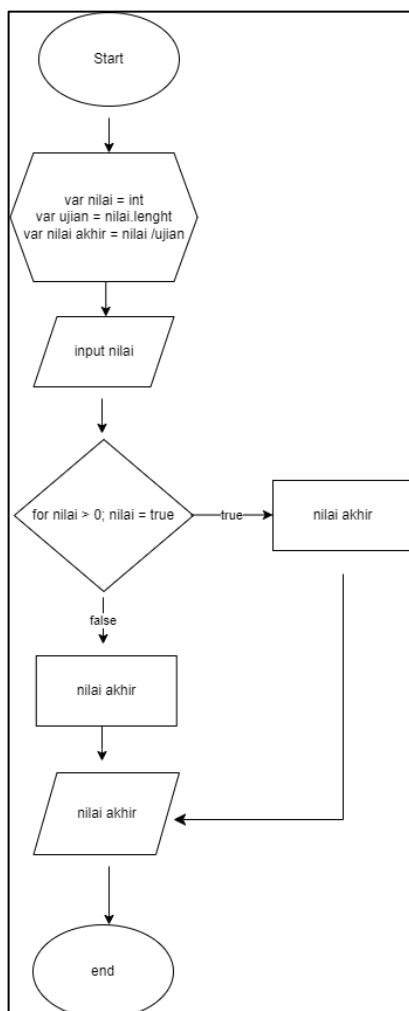 Start
var nilai = int
var ujian = nilai.lenght
var nilai akhir = nilai /ujian
input nilai
for nilai > 0; nilai = true
true
nilai akhir
false
nilai akhir
nilai akhir
end